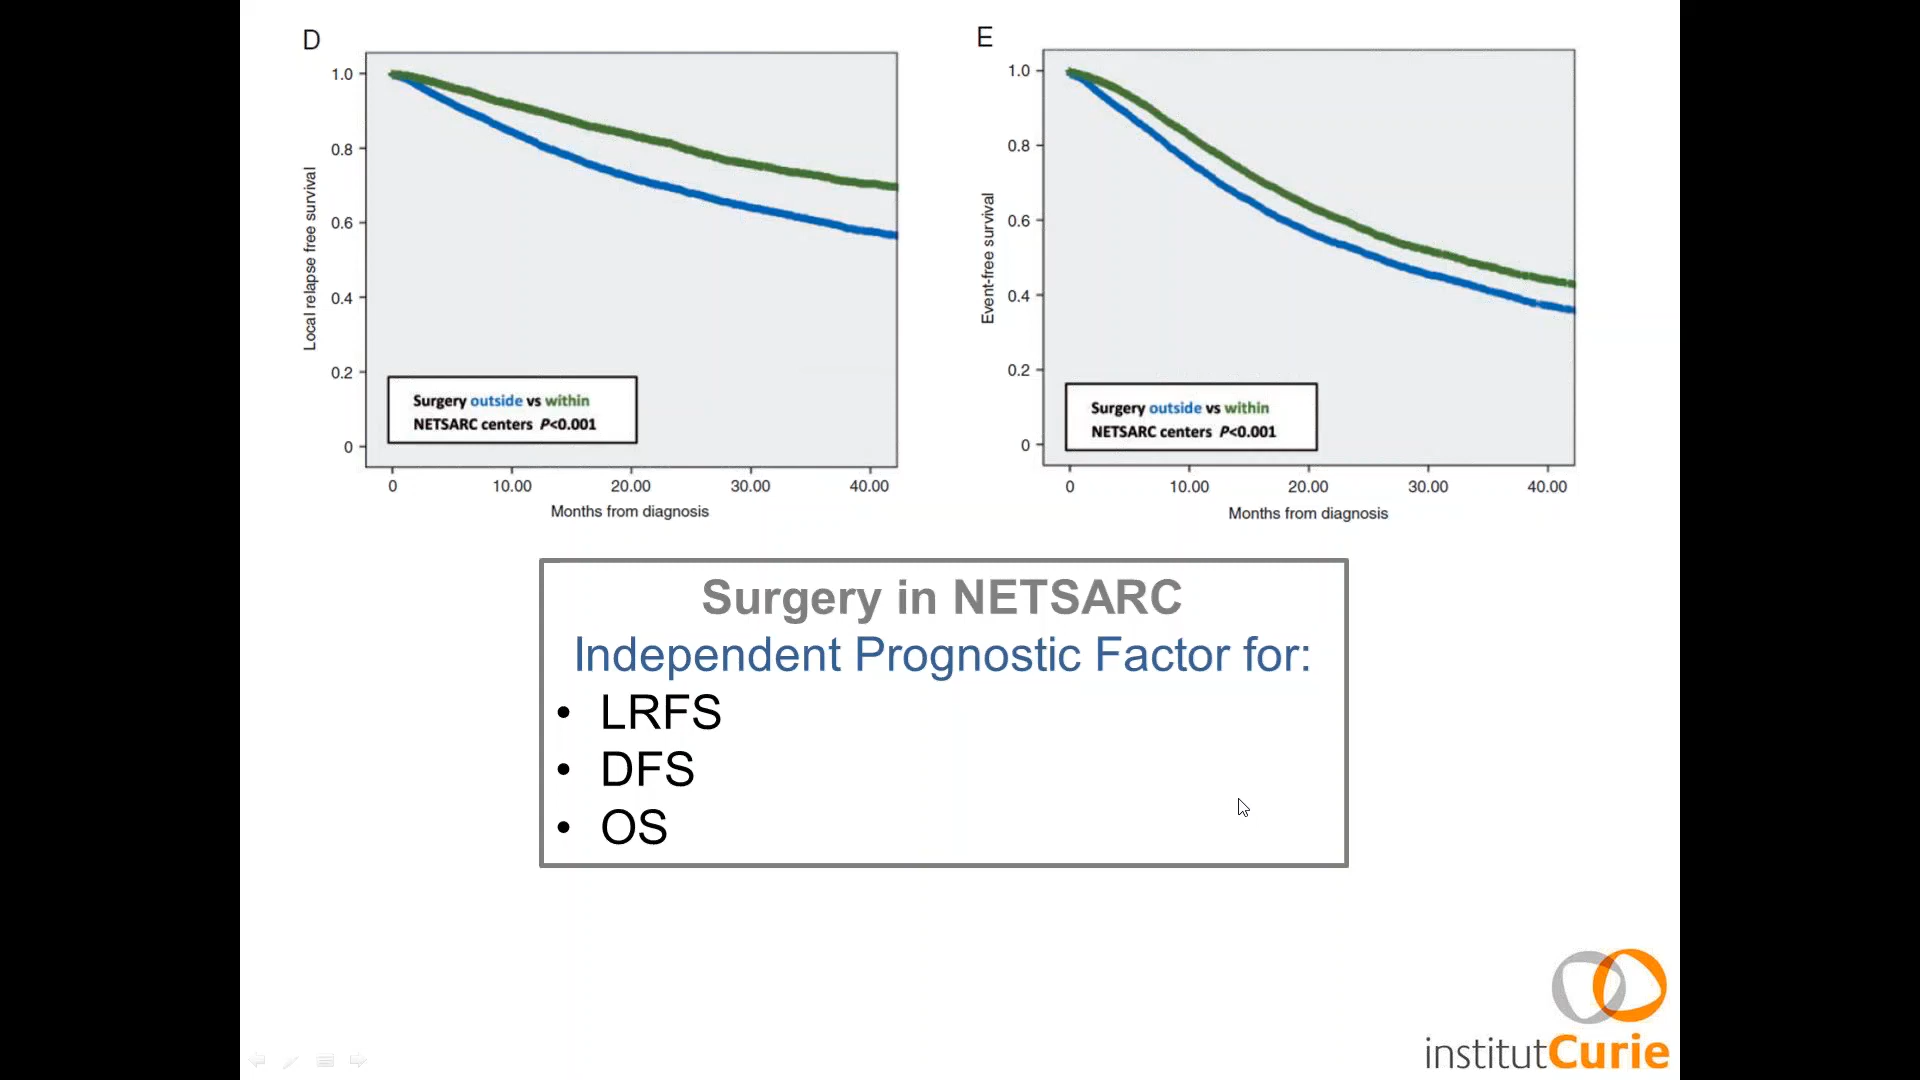 D
Local relapse free survival
1.0
0.8
0.6
0.4
0.2
0
Surgery outside vs within
NETSARC centers P<0.001
0 10.00 20.00 30.00 40.00
Months from diagnosis
E
Event-free survival
1.0
0.8
0.6
0.4
0.2
0
Surgery outside vs within
NETSARC centers P<0.001
0 10.00 20.00 30.00 40.00
Months from diagnosis
Surgery in NETSARC
Independent Prognostic Factor for:
• LRFS
• DFS
• OS
institutCurie